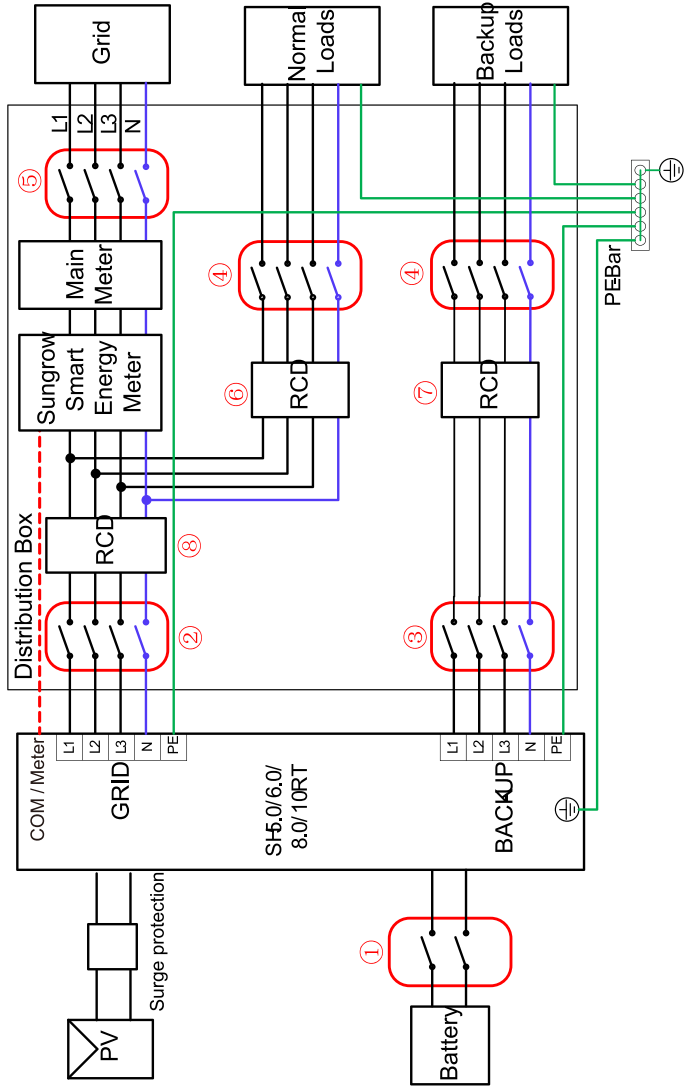 Grid
Normal
Loads
Backup
Loads
L1
L2
L3
N
⑤
Main
Meter
④
④
PE-Bar
Sungrow
Smart
Energy
Meter
⑥
RCD
⑦
RCD
Distribution Box
RCD
⑧
②
③
COM / Meter
L1
L2
L3
N
PE
GRID
SH5.0/6.0/
8.0/10RT
L1
L2
L3
N
PE
BACKUP
Surge protection
①
PV
Battery